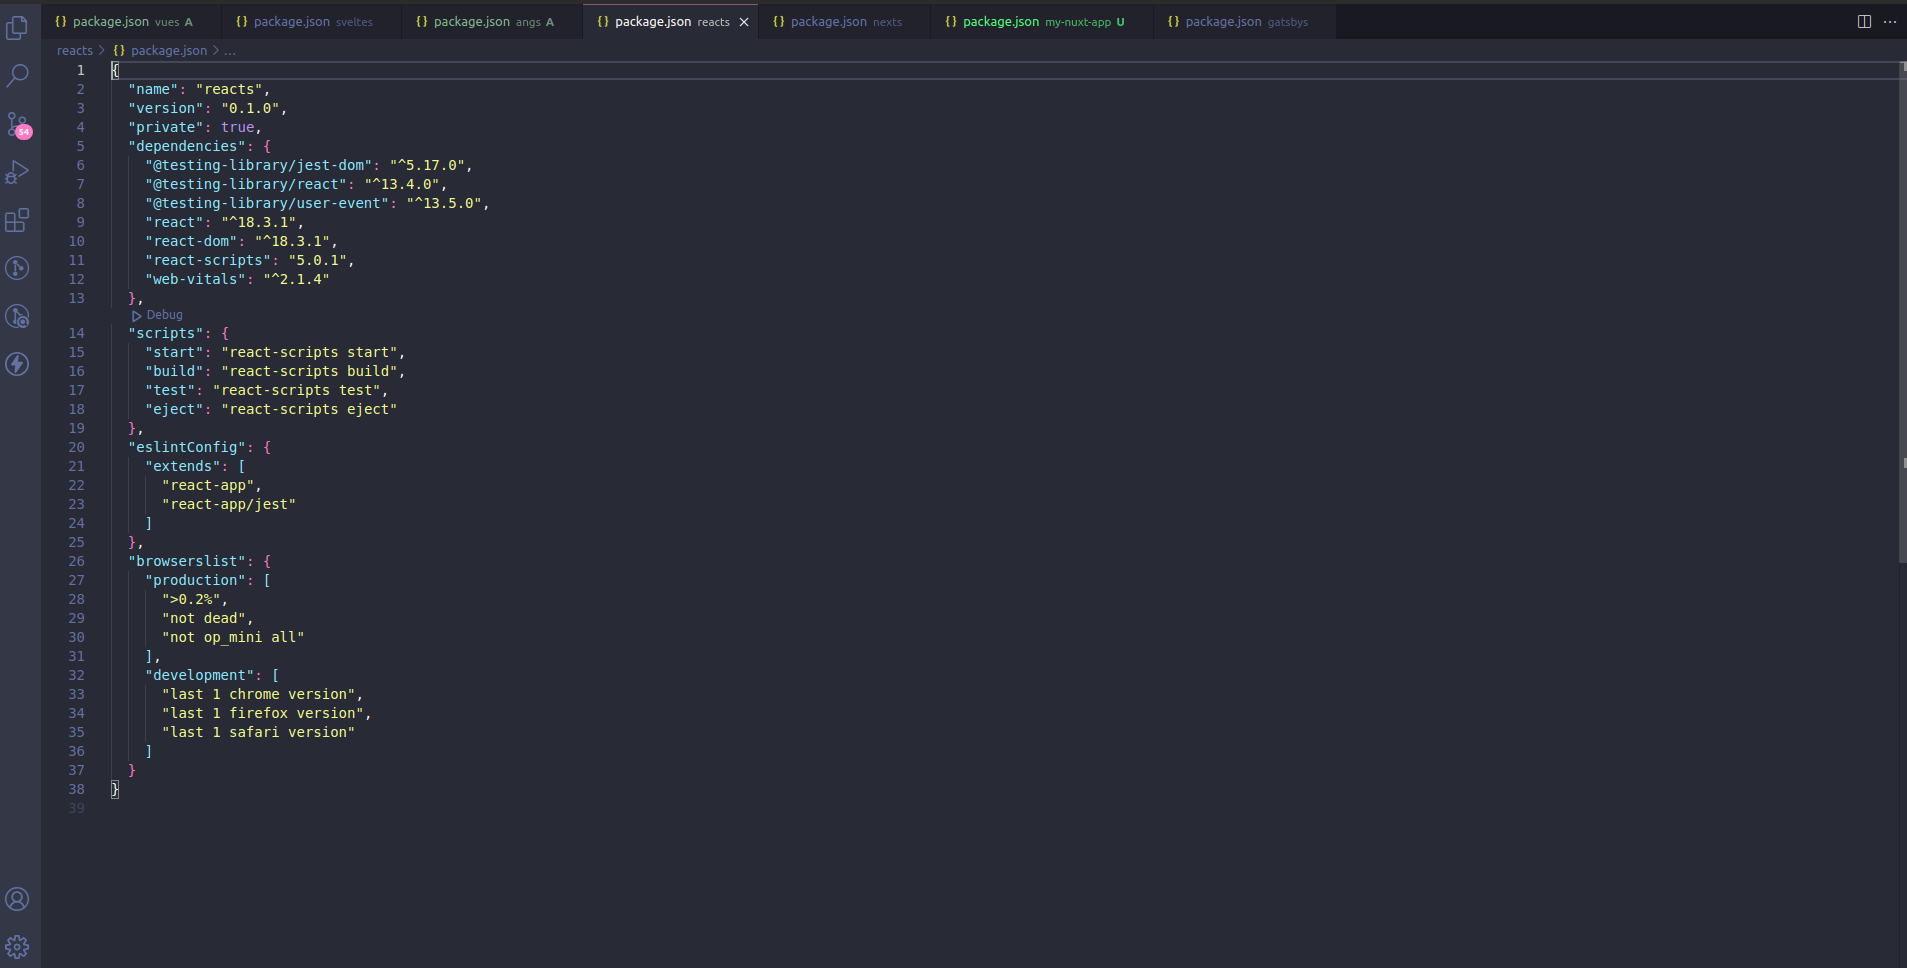 package.json vues A package.json sveltes package.json angs A package.json reacts package.json nexts package.json my-nuxt-app U package.json gatsbys
reacts > {} package.json > ...
1 {
2 "name": "reacts",
3 "version": "0.1.0",
4 "private": true,
5 "dependencies": {
6 "@testing-library/jest-dom": "^5.17.0",
7 "@testing-library/react": "^13.4.0",
8 "@testing-library/user-event": "^13.5.0",
9 "react": "^18.3.1",
10 "react-dom": "^18.3.1",
11 "react-scripts": "5.0.1",
12 "web-vitals": "^2.1.4"
13 },
Debug
14 "scripts": {
15 "start": "react-scripts start",
16 "build": "react-scripts build",
17 "test": "react-scripts test",
18 "eject": "react-scripts eject"
19 },
20 "eslintConfig": {
21 "extends": [
22 "react-app",
23 "react-app/jest"
24 ]
25 },
26 "browserslist": {
27 "production": [
28 ">0.2%",
29 "not dead",
30 "not op_mini all"
31 ],
32 "development": [
33 "last 1 chrome version",
34 "last 1 firefox version",
35 "last 1 safari version"
36 ]
37 }
38 }
39
54